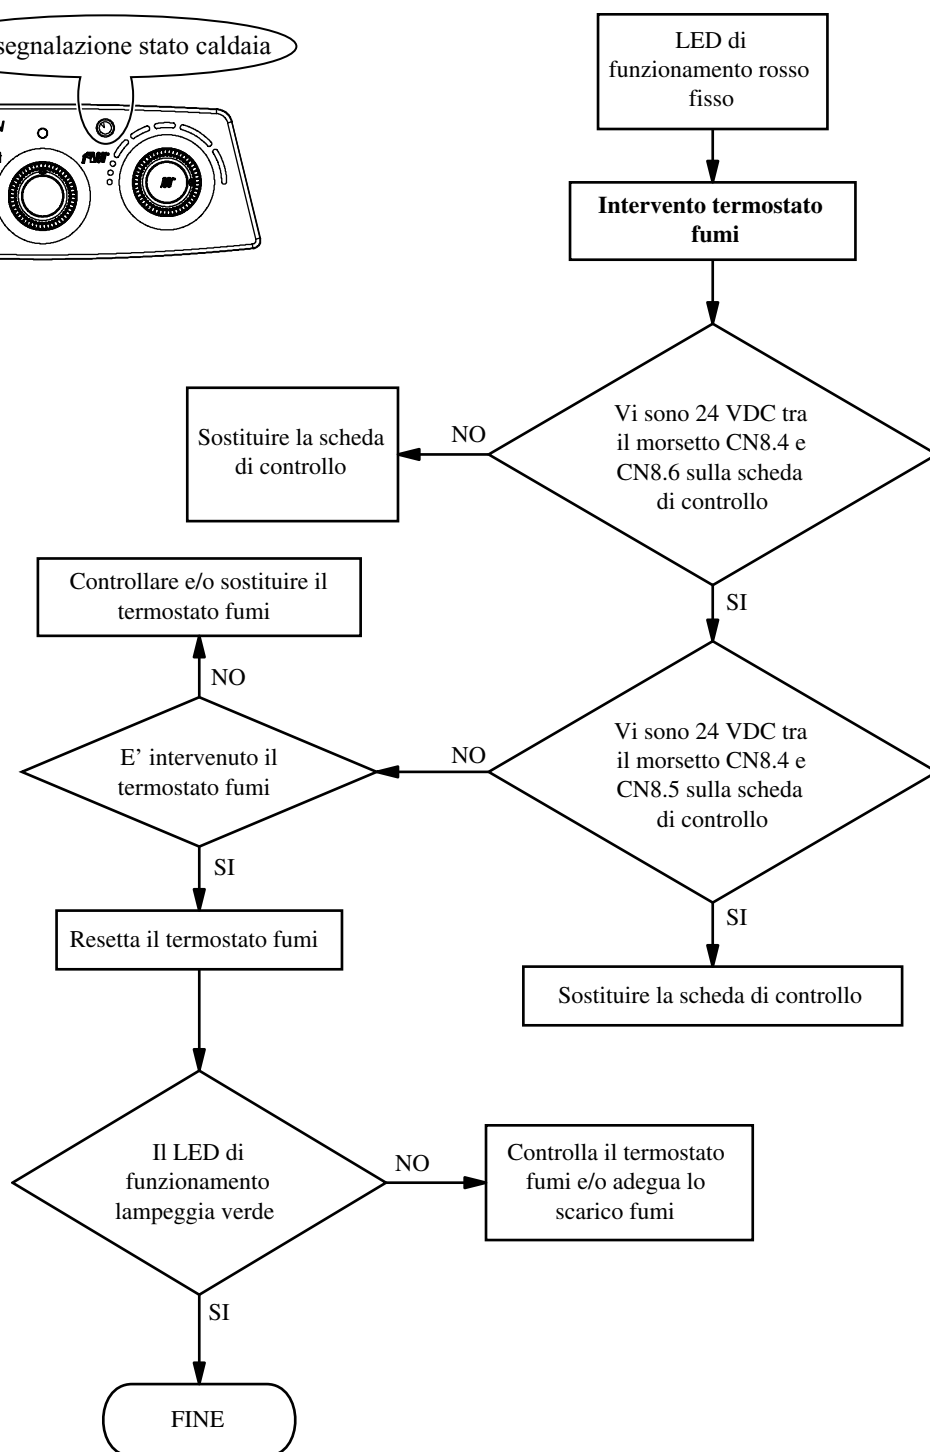 segnalazione stato caldaia
LED di
funzionamento rosso
fisso
Intervento termostato
fumi
Vi sono 24 VDC tra
il morsetto CN8.4 e
CN8.6 sulla scheda
di controllo
NO
Sostituire la scheda
di controllo
SI
Controllare e/o sostituire il
termostato fumi
NO
Vi sono 24 VDC tra
il morsetto CN8.4 e
CN8.5 sulla scheda
di controllo
NO
E’ intervenuto il
termostato fumi
SI
SI
Resetta il termostato fumi
Sostituire la scheda di controllo
Il LED di
funzionamento
lampeggia verde
NO
Controlla il termostato
fumi e/o adegua lo
scarico fumi
SI
FINE